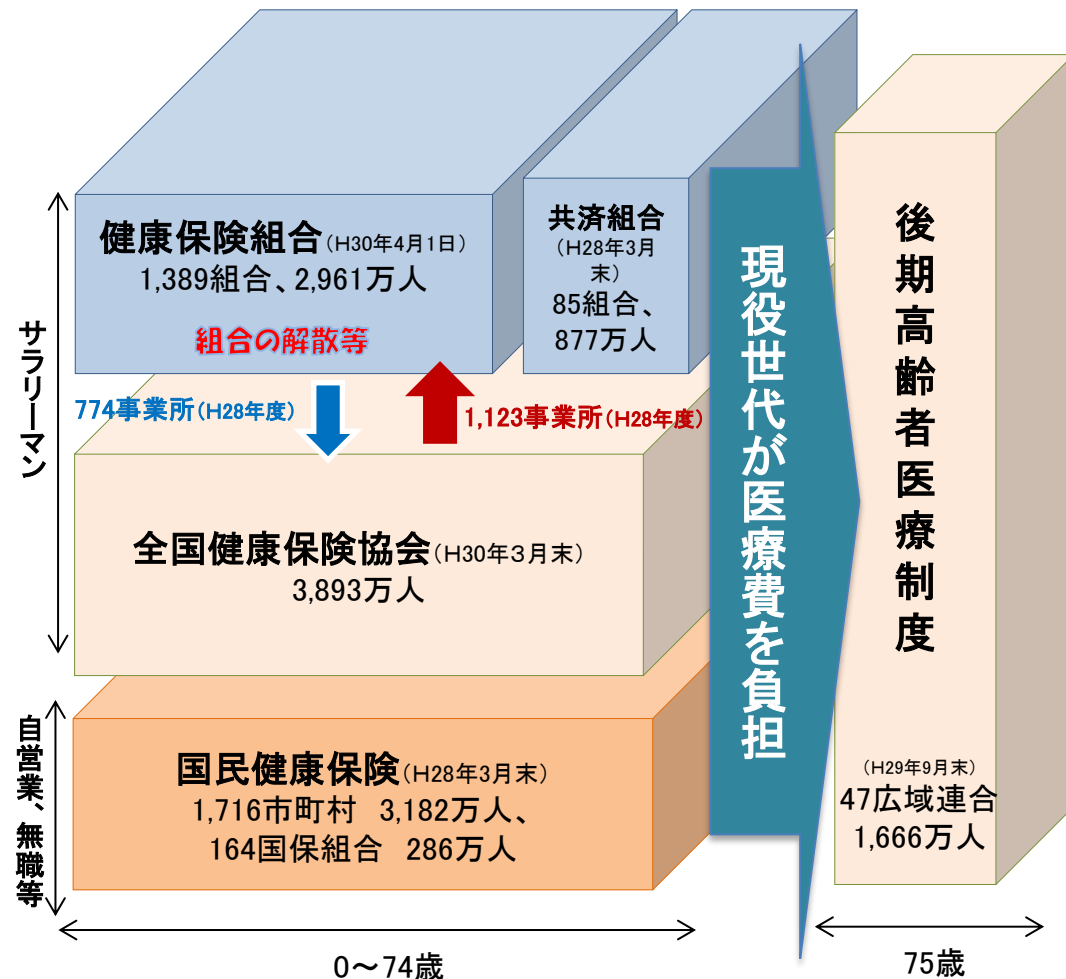 健康保険組合(H30年4月1日)
1,389組合、2,961万人
組合の解散等
共済組合
(H28年3月
末)
85組合、
877万人
774事業所(H28年度)
1,123事業所(H28年度)
サラリーマン
全国健康保険協会(H30年3月末)
3,893万人
自営業、無職等
国民健康保険(H28年3月末)
1,716市町村 3,182万人、
164国保組合 286万人
現役世代が医療費を負担
後期高齢者医療制度
(H29年9月末)
47広域連合
1,666万人
0～74歳
75歳